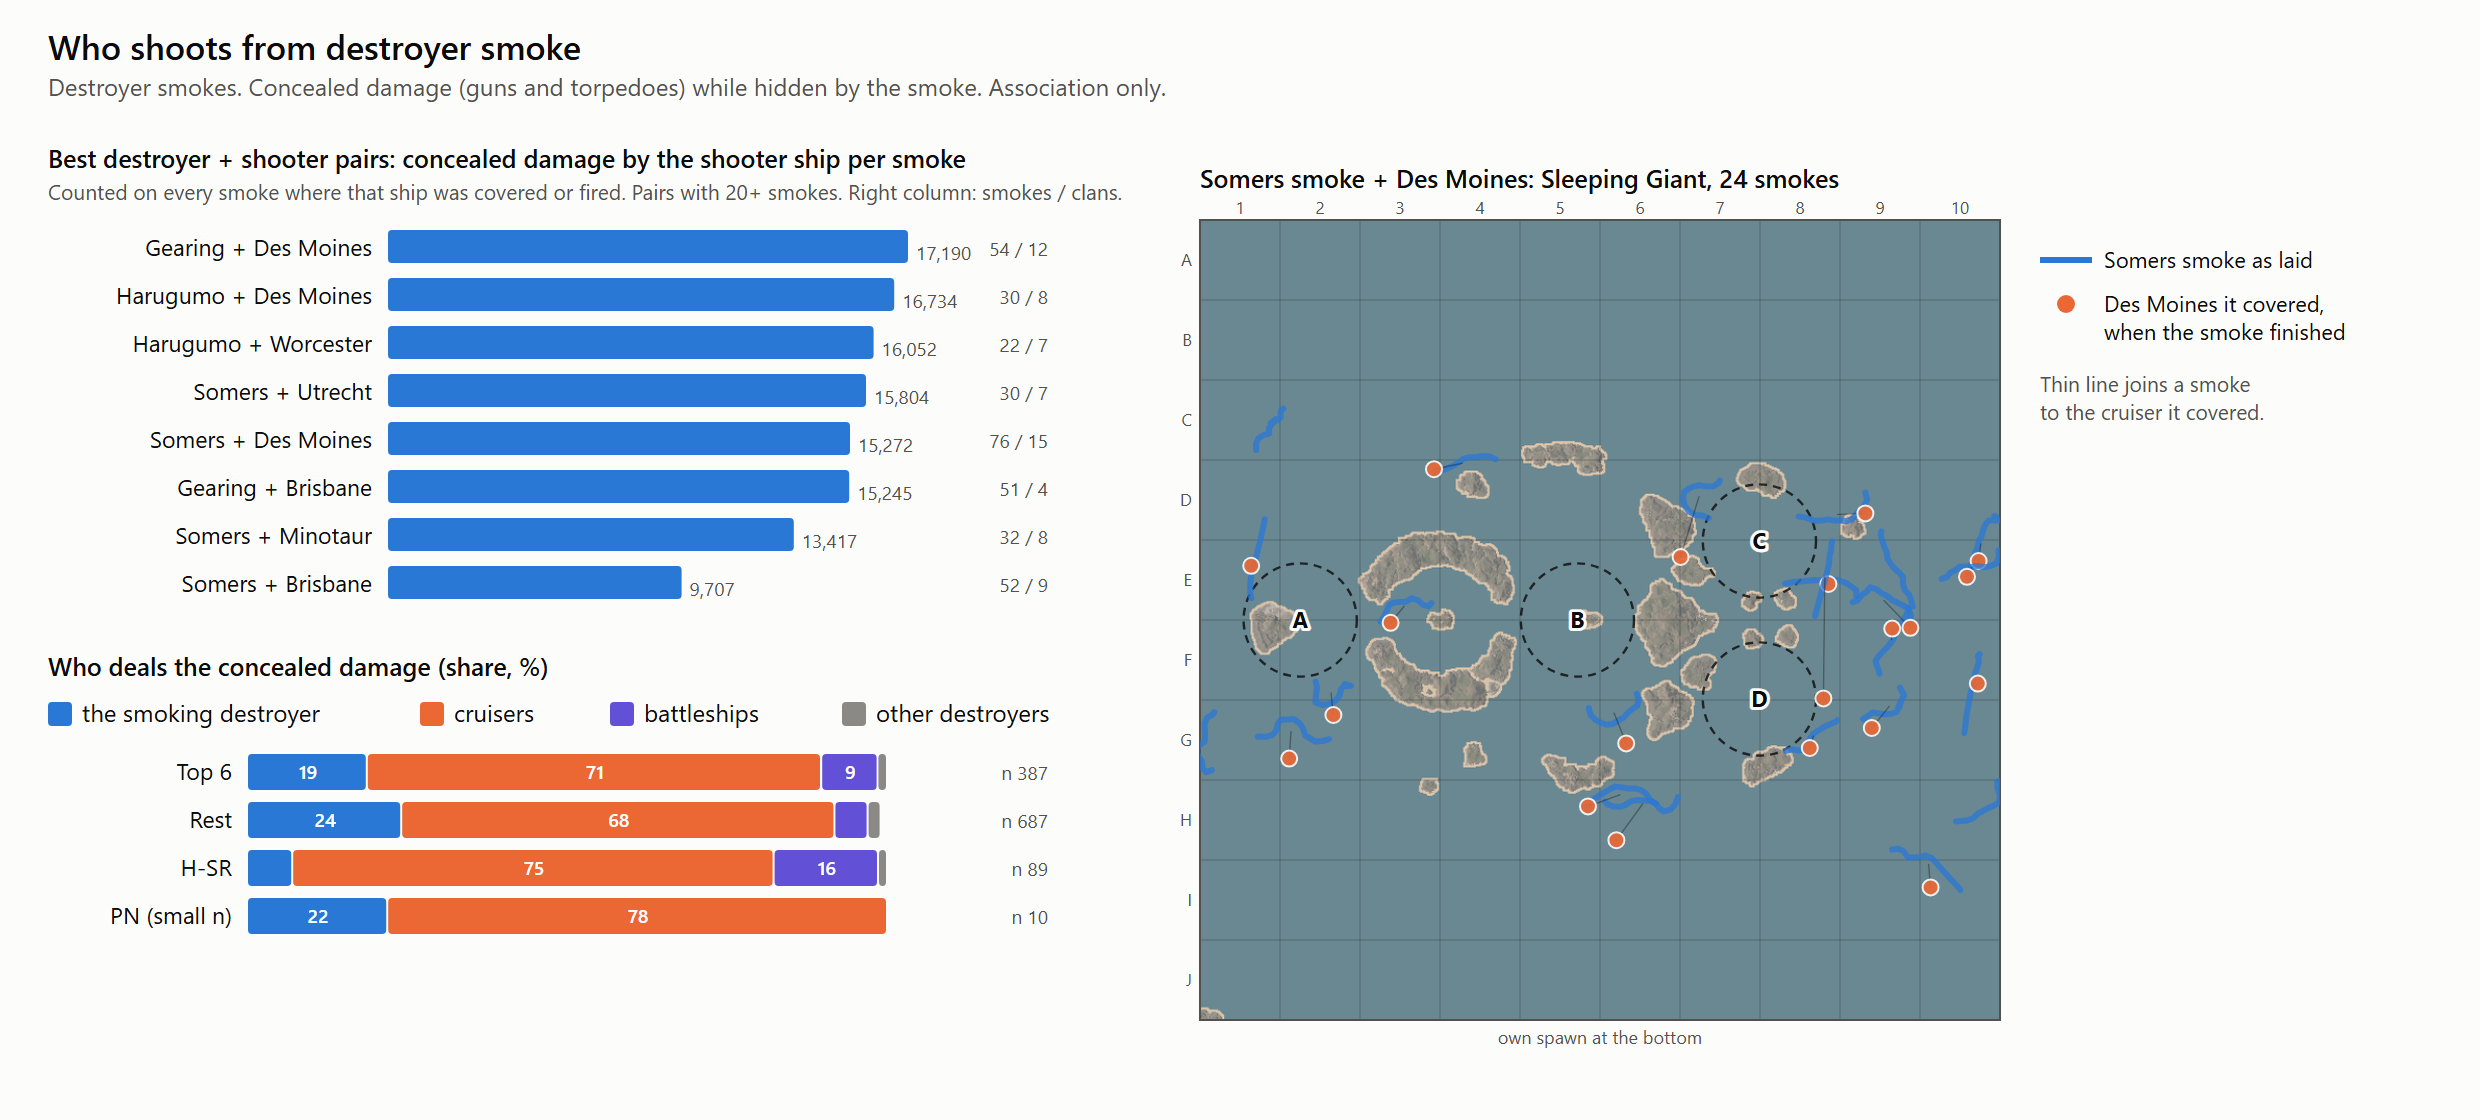 Who shoots from destroyer smoke
Destroyer smokes. Concealed damage (guns and torpedoes) while hidden by the smoke. Association only.
Best destroyer + shooter pairs: concealed damage by the shooter ship per smoke
Counted on every smoke where that ship was covered or fired. Pairs with 20+ smokes. Right column: smokes / clans.
Gearing + Des Moines 17,190 54 / 12
Harugumo + Des Moines 16,734 30 / 8
Harugumo + Worcester 16,052 22 / 7
Somers + Utrecht 15,804 30 / 7
Somers + Des Moines 15,272 76 / 15
Gearing + Brisbane 15,245 51 / 4
Somers + Minotaur 13,417 32 / 8
Somers + Brisbane 9,707 52 / 9
Who deals the concealed damage (share, %)
the smoking destroyer cruisers battleships other destroyers
Top 6 19 71 9 n 387
Rest 24 68 n 687
H-SR 75 16 n 89
PN (small n) 22 78 n 10
Somers smoke + Des Moines: Sleeping Giant, 24 smokes
1 2 3 4 5 6 7 8 9 10
A
B
C
D
E
F
G
H
I
J
C
A
B
D
own spawn at the bottom
Somers smoke as laid
Des Moines it covered,
when the smoke finished
Thin line joins a smoke
to the cruiser it covered.